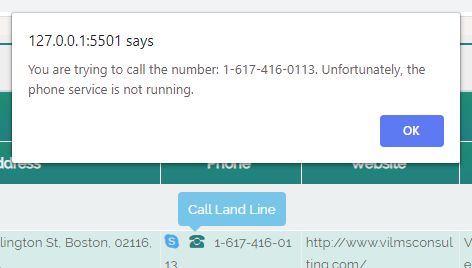 127.0.0.1:5501 says
You are trying to call the number: 1-617-416-0113. Unfortunately, the
phone service is not running.
OK
Phone
Website
Call Land Line
lington St, Boston, 02116,
1-617-416-01
13
http://www.vilmsconsul
ting.com/